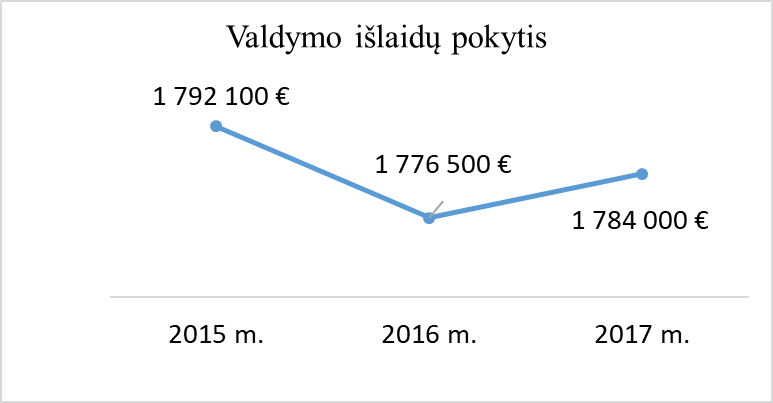 Valdymo išlaidų pokytis
1 792 100 €
1 776 500 €
1 784 000 €
2015 m.
2016 m.
2017 m.